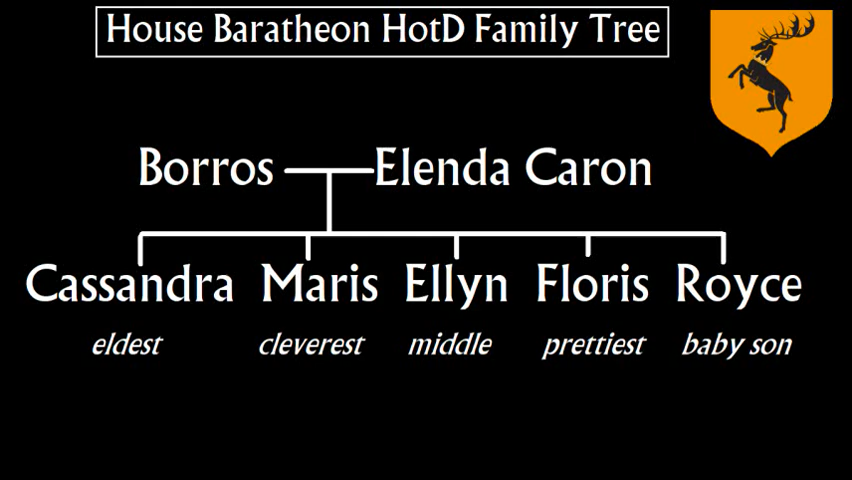 House Baratheon HotD Family Tree
Borros Elenda Caron
Cassandra Maris Ellyn Floris Royce
eldest cleverest middle prettiest baby son